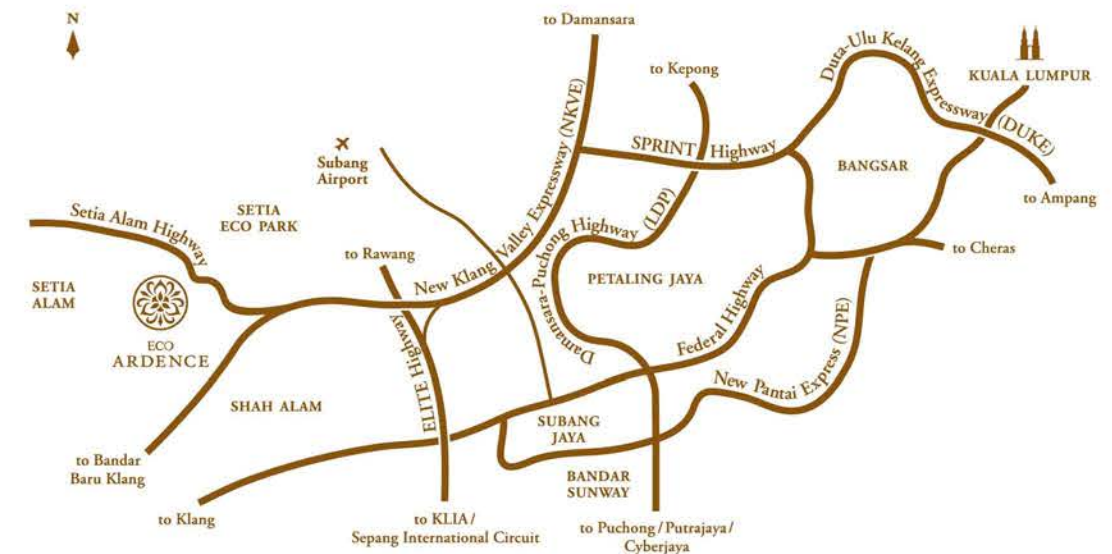 N
to Damansara
to Kepong
Duta-Ulu Kelang Expressway (DUKE)
KUALA LUMPUR
Subang
Airport
New Klang Valley Expressway (NKVE)
SPRINT Highway
BANGSAR
to Ampang
Setia Alam Highway
SETIA
ECO PARK
to Rawang
Damansara-Puchong Highway (LDP)
PETALING JAYA
to Cheras
SETIA
ALAM
ECO
ARDENCE
ELITE Highway
Federal Highway
New Pantai Express (NPE)
SHAH ALAM
SUBANG
JAYA
to Bandar
Baru Klang
BANDAR
SUNWAY
to Klang
to KLIA/
Sepang International Circuit
to Puchong/Putrajaya/
Cyberjaya